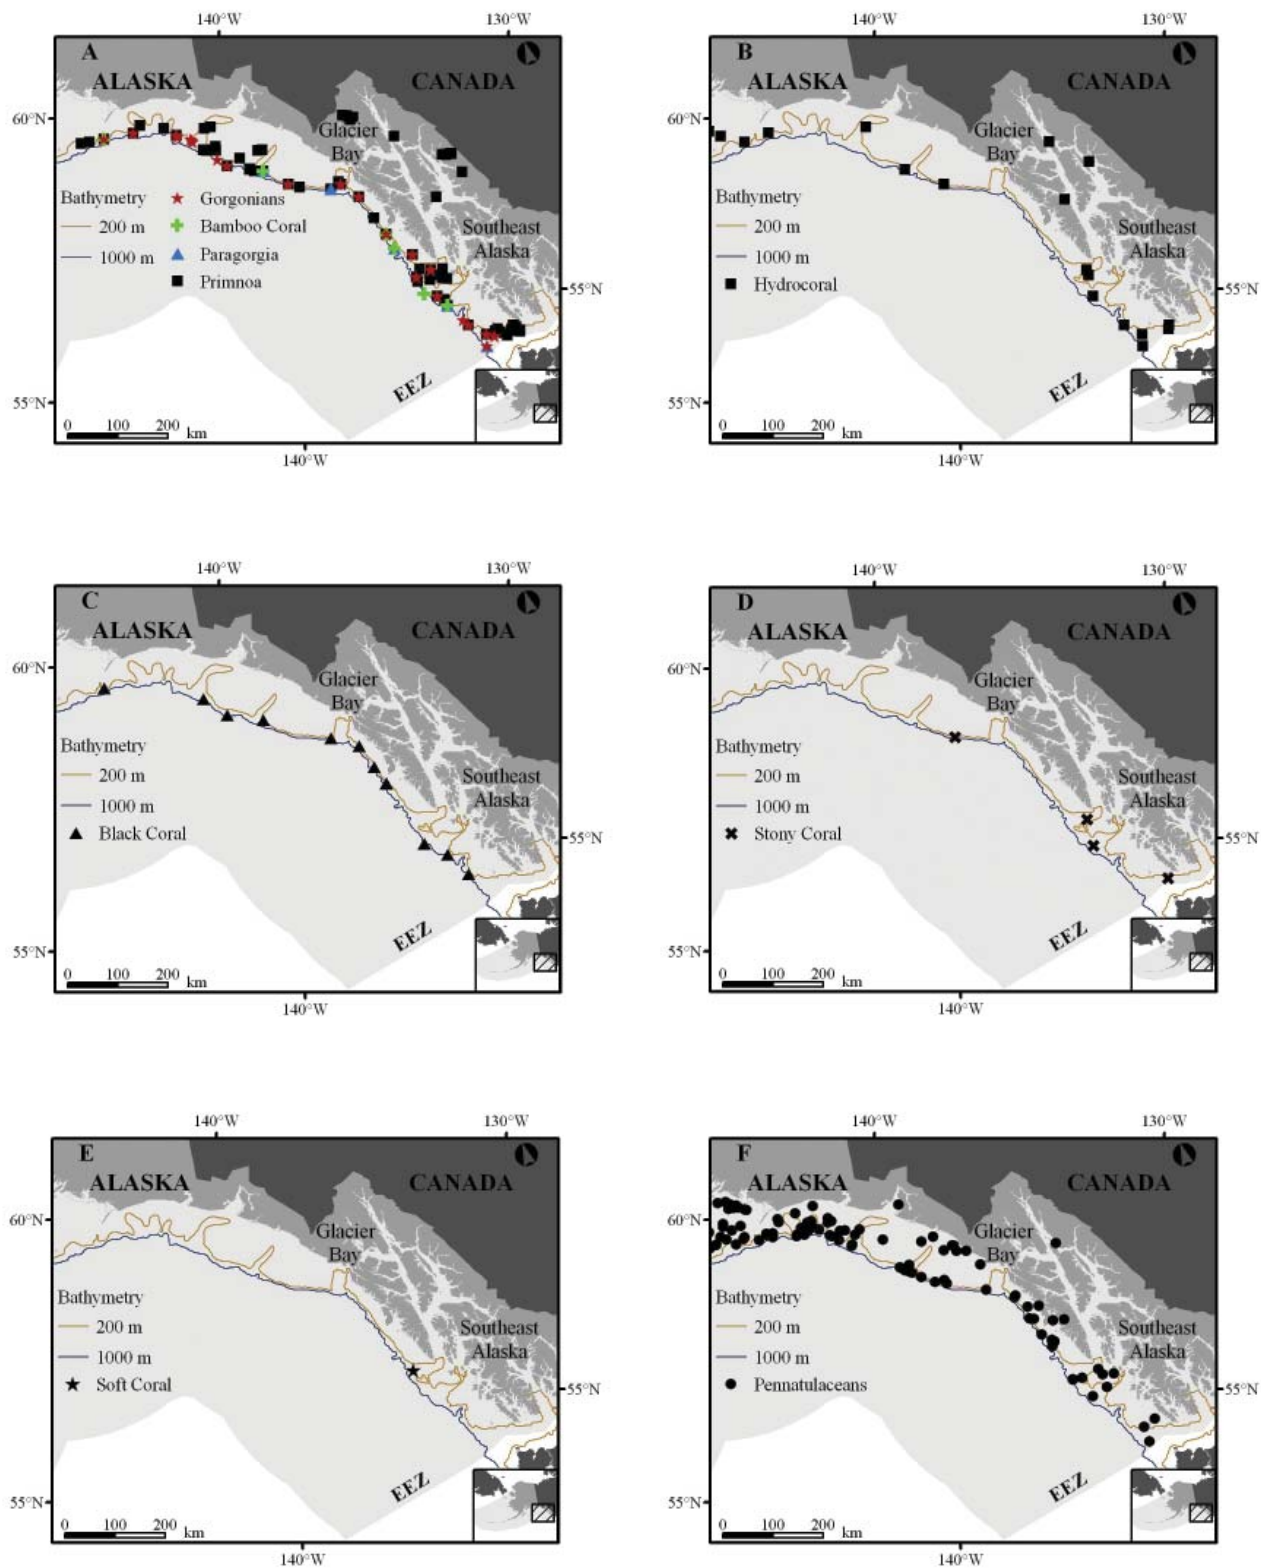 140°W 130°W
A
ALASKA CANADA
60°N
Glacier
Bay
Bathymetry
200 m
1000 m
Gorgonians
Bamboo Coral
Paragorgia
Primnoa
Southeast
Alaska
55°N
EEZ
55°N
0 100 200 km
140°W
140°W 130°W
B
ALASKA CANADA
60°N
Glacier
Bay
Bathymetry
200 m
1000 m
Hydrocoral
Southeast
Alaska
55°N
EEZ
55°N
0 100 200 km
140°W
140°W 130°W
C
ALASKA CANADA
60°N
Glacier
Bay
Bathymetry
200 m
1000 m
Black Coral
Southeast
Alaska
55°N
EEZ
55°N
0 100 200 km
140°W
140°W 130°W
D
ALASKA CANADA
60°N
Glacier
Bay
Bathymetry
200 m
1000 m
Stony Coral
Southeast
Alaska
55°N
EEZ
55°N
0 100 200 km
140°W
140°W 130°W
E
ALASKA CANADA
60°N
Glacier
Bay
Bathymetry
200 m
1000 m
Soft Coral
Southeast
Alaska
55°N
EEZ
55°N
0 100 200 km
140°W
140°W 130°W
F
ALASKA CANADA
60°N
Glacier
Bay
Bathymetry
200 m
1000 m
Pennatulaceans
Southeast
Alaska
55°N
EEZ
55°N
0 100 200 km
140°W